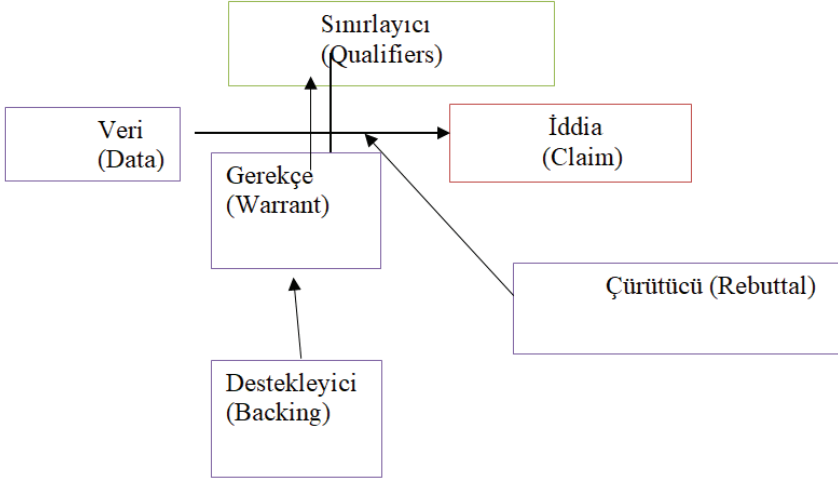 Sınırlayıcı
(Qualifiers)
Veri
(Data)
İddia
(Claim)
Gerekçe
(Warrant)
Çürütücü (Rebuttal)
Destekleyici
(Backing)